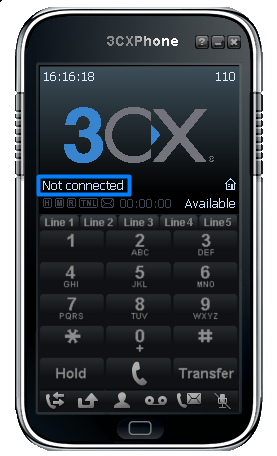 3CXPhone
16:16:18 110
3CX
Not connected
H M R TNL 00:00:00 Available
Line 1 Line 2 Line 3 Line 4 Line 5
1 2 3
ABC DEF
4 5 6
GHI JKL MNO
7 8 9
PQRS TUV WXYZ
* 0 #
+
Hold Transfer